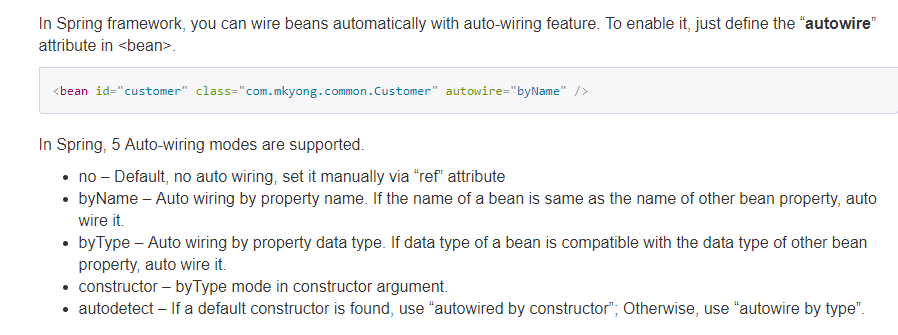 In Spring framework, you can wire beans automatically with auto-wiring feature. To enable it, just define the “autowire”
attribute in <bean>.
<bean id="customer" class="com.mkyong.common.Customer" autowire="byName" />
In Spring, 5 Auto-wiring modes are supported.
• no – Default, no auto wiring, set it manually via “ref” attribute
• byName – Auto wiring by property name. If the name of a bean is same as the name of other bean property, auto
wire it.
• byType – Auto wiring by property data type. If data type of a bean is compatible with the data type of other bean
property, auto wire it.
• constructor – byType mode in constructor argument.
• autodetect – If a default constructor is found, use “autowired by constructor”; Otherwise, use “autowire by type”.